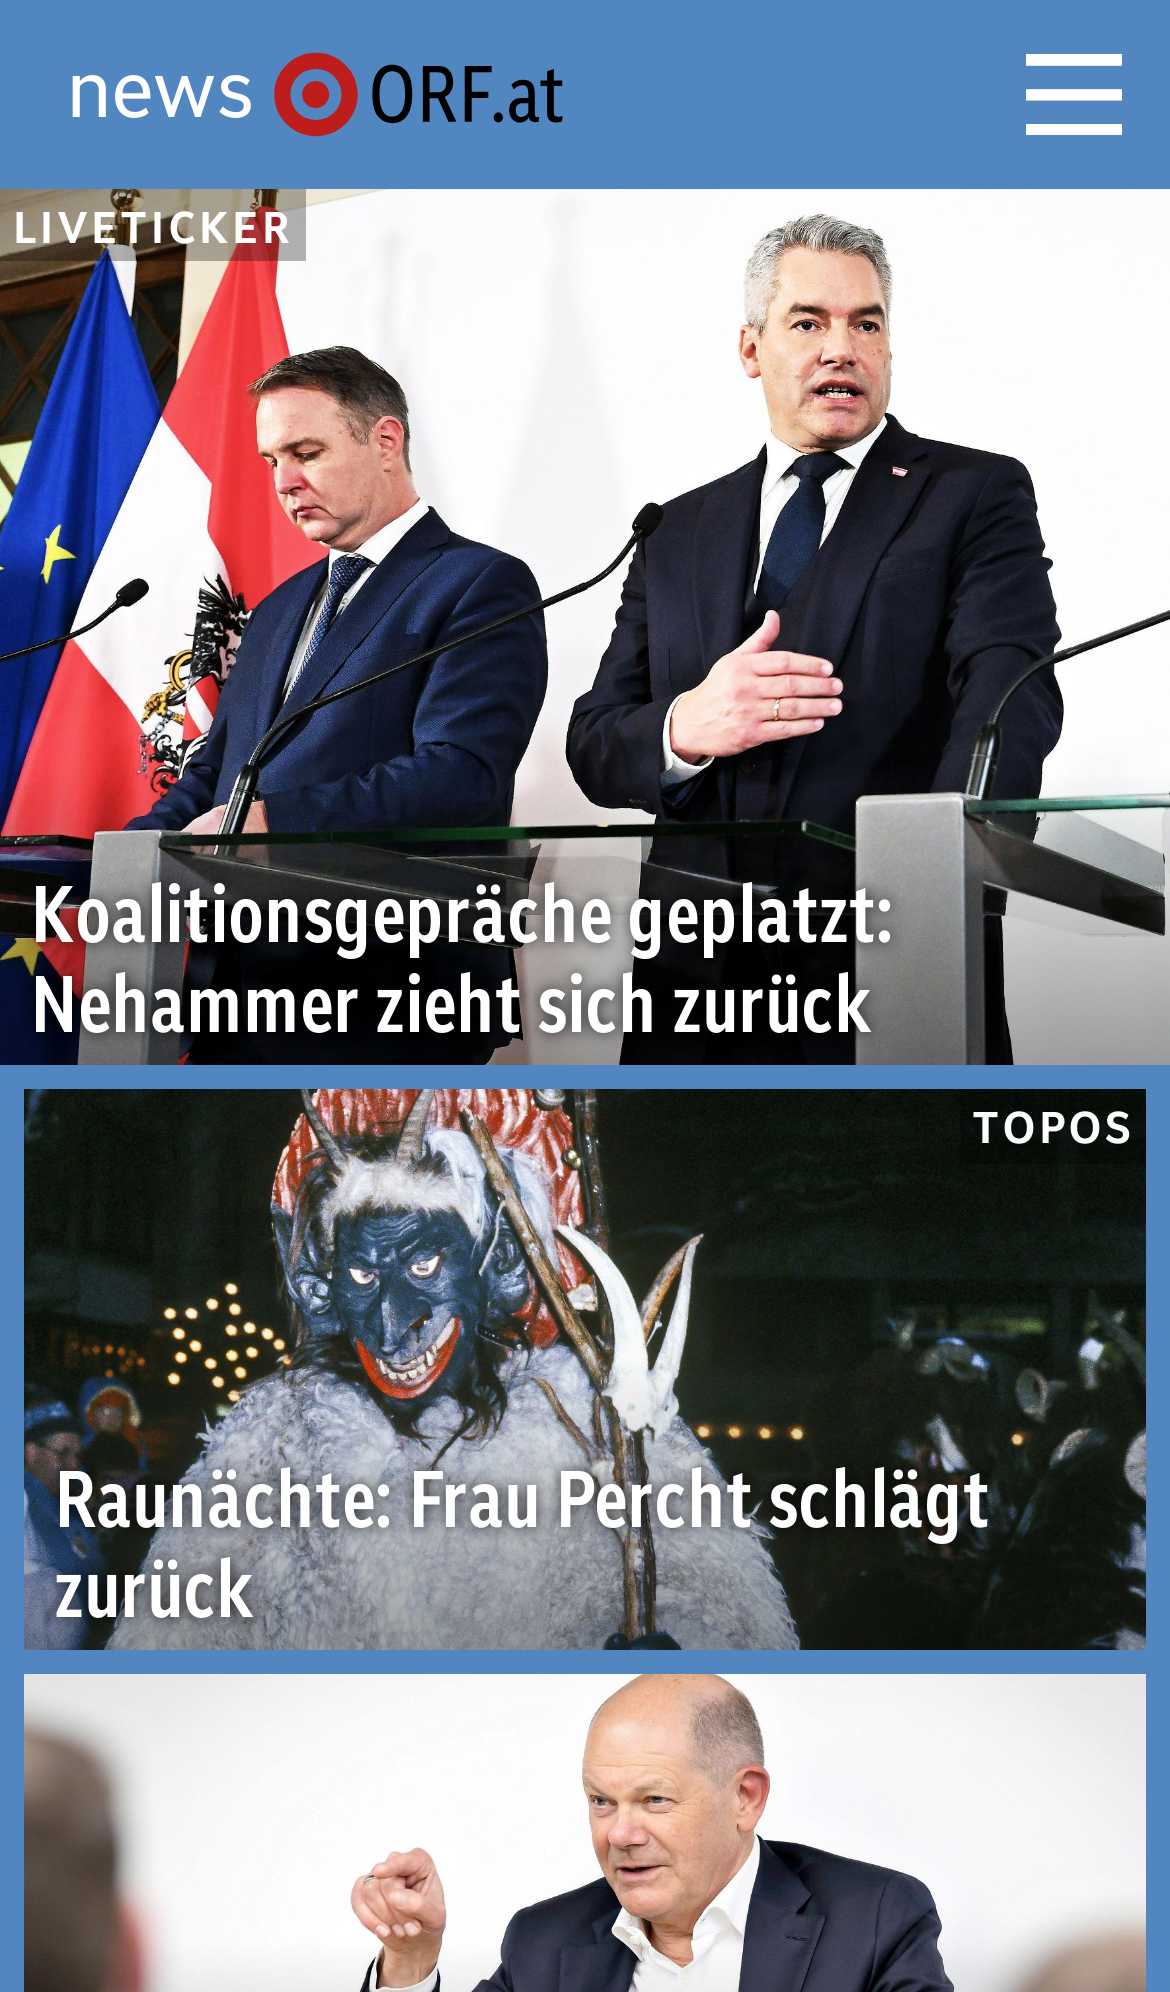 news ORF.at
LIVETICKER
Koalitionsgepräche geplatzt:
Nehammer zieht sich zurück
TOPOS
Raunächte: Frau Percht schlägt
zurück